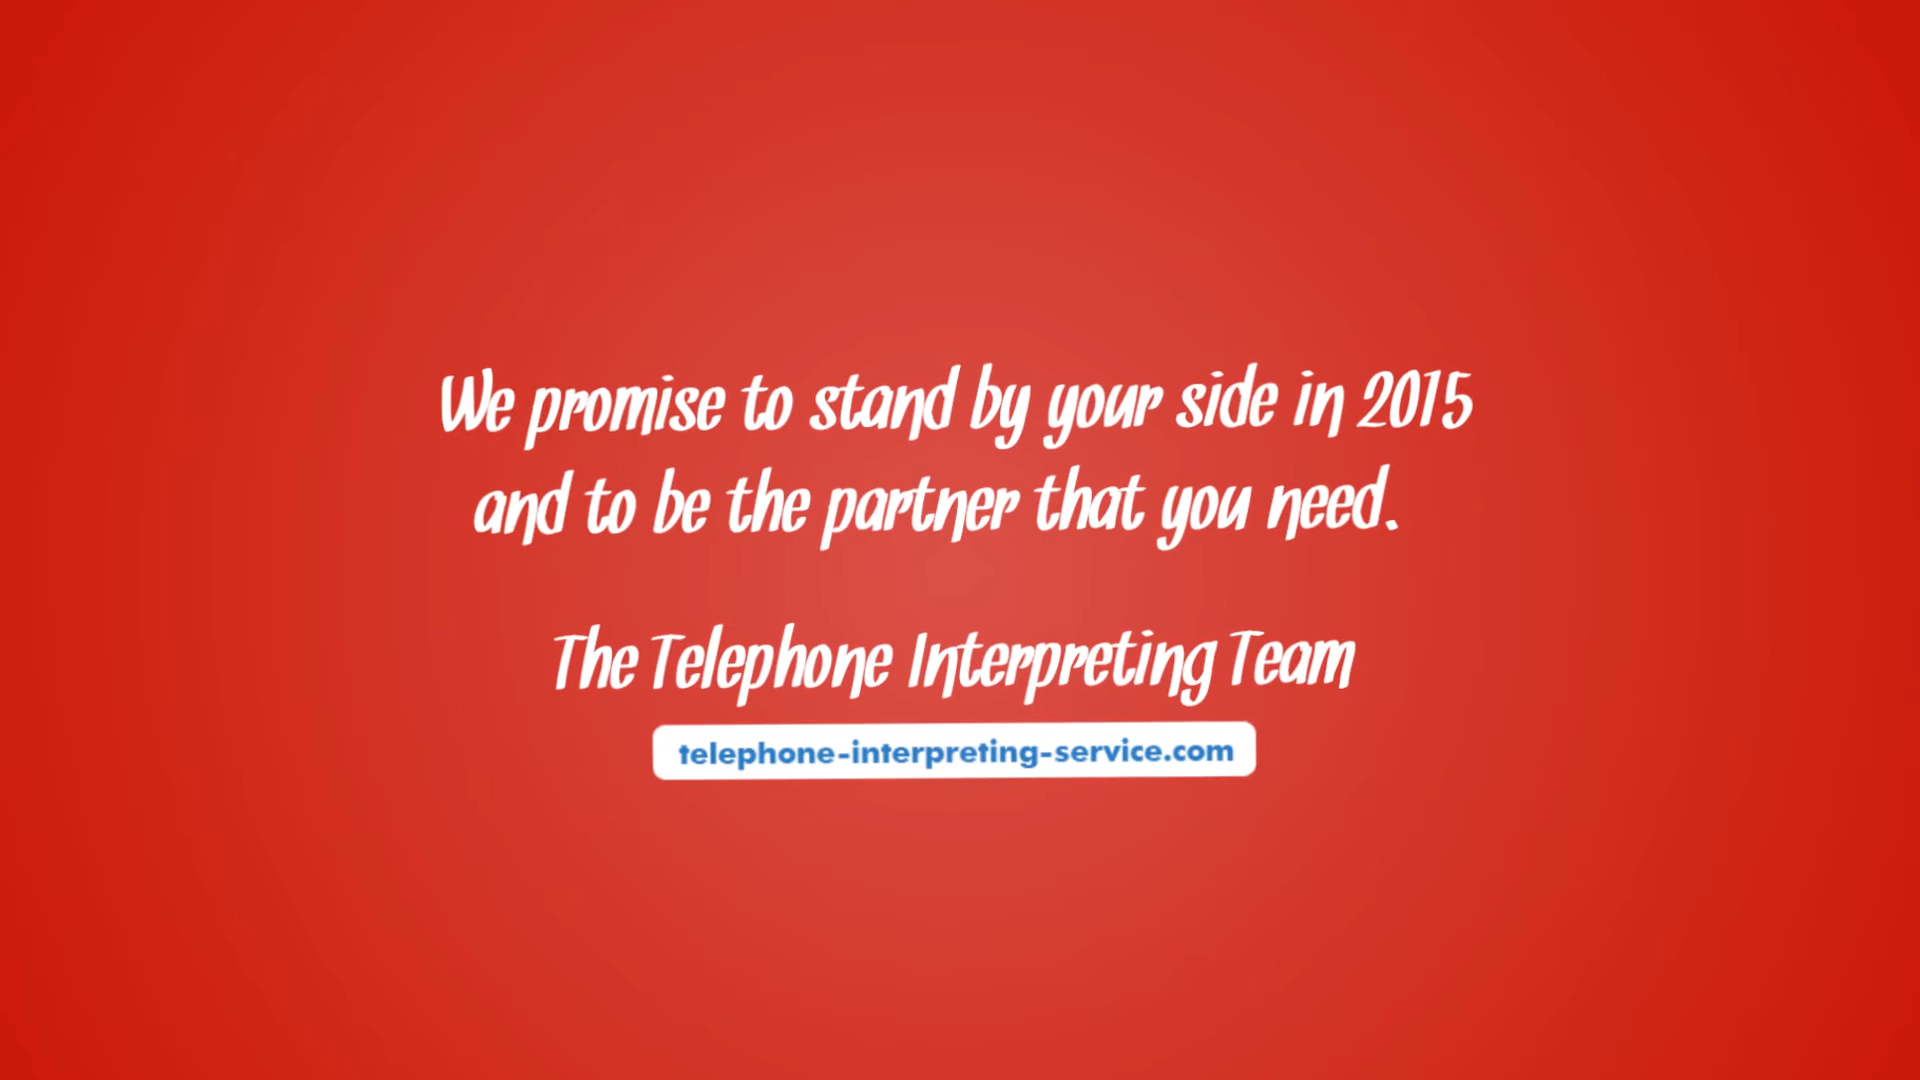 We promise to stand by your side in 2015
and to be the partner that you need.
The Telephone Interpreting Team
telephone-interpreting-service.com